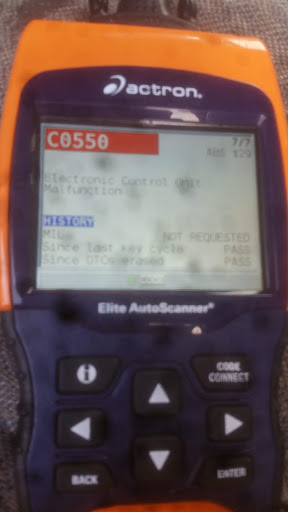 actron®
C0550
7/7
ABS $29
Electronic Control Unit
Malfunction
HISTORY
MIL NOT REQUESTED
Since last key cycle PASS
Since DTCs erased PASS
Elite AutoScanner®
i
CODE
CONNECT
BACK
ENTER